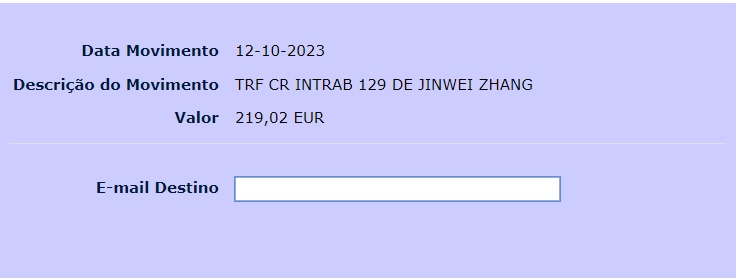 Data Movimento 12-10-2023
Descrição do Movimento TRF CR INTRAB 129 DE JINWEI ZHANG
Valor 219,02 EUR
E-mail Destino